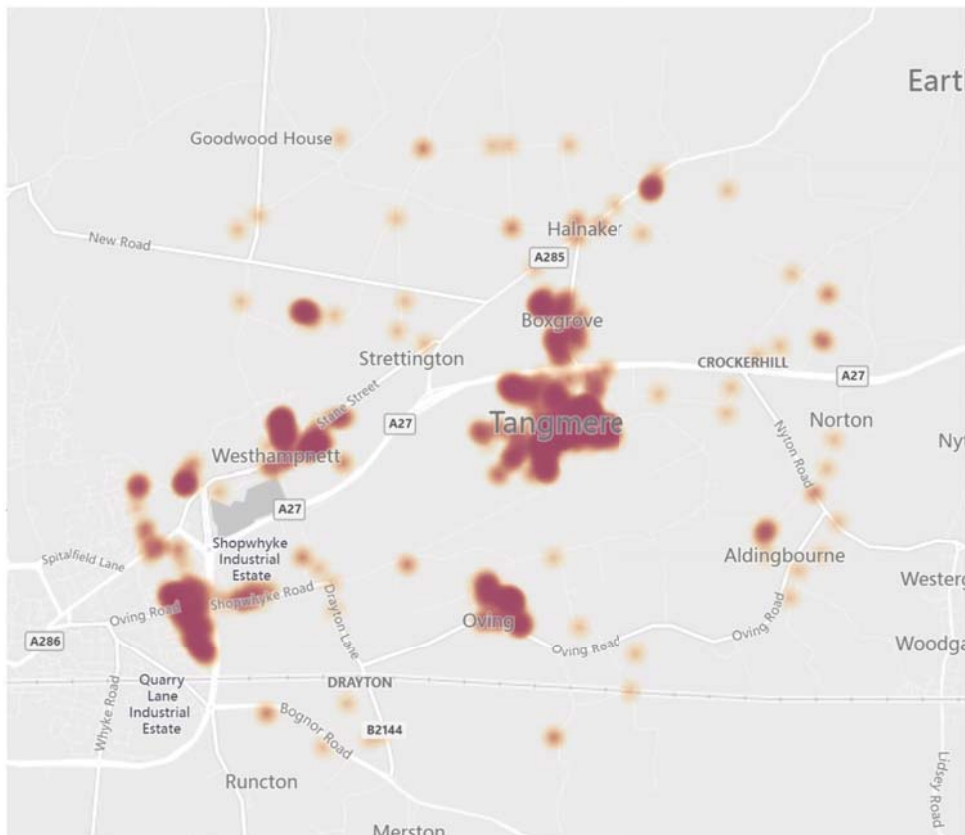 Eart
Goodwood House
Halnaker
New Road
A285
Boxgrove
Strettington
CROCKERHILL
A27
Stane Street
A27
Norton
Tangmere
Nyton Road
Nyt
Westhampnett
A27
Shopwhyke
Industrial
Estate
Spitalfield Lane
Aldingbourne
Westerg
Shopwhyke Road
Oving Road
Drayton Lane
Oving
Oving Road
Oving Road
A286
Woodga
Quarry
Lane
Industrial
Estate
DRAYTON
Whyke Road
Bognor Road
B2144
Runcton
Lidsey Road
Merston